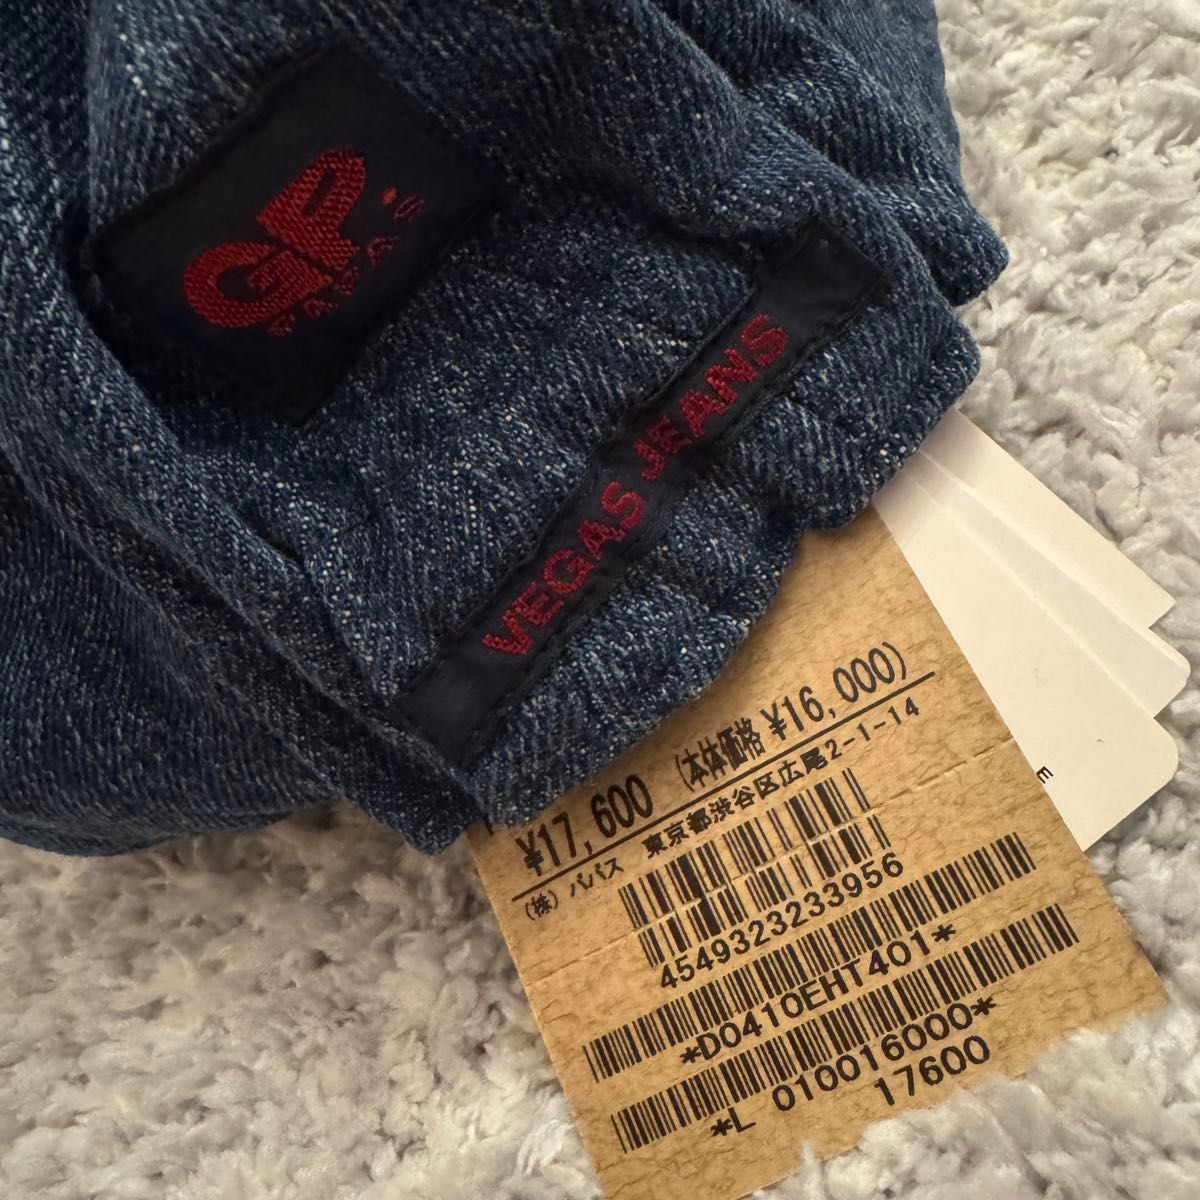 GP
PAPAS
VEGAS JEANS
¥17,600 (本体価格 ¥16,000)
(株) パパス 東京都渋谷区広尾2-1-14
4549323233956
*D0410EHT401*
*L 010016000*
17600
E